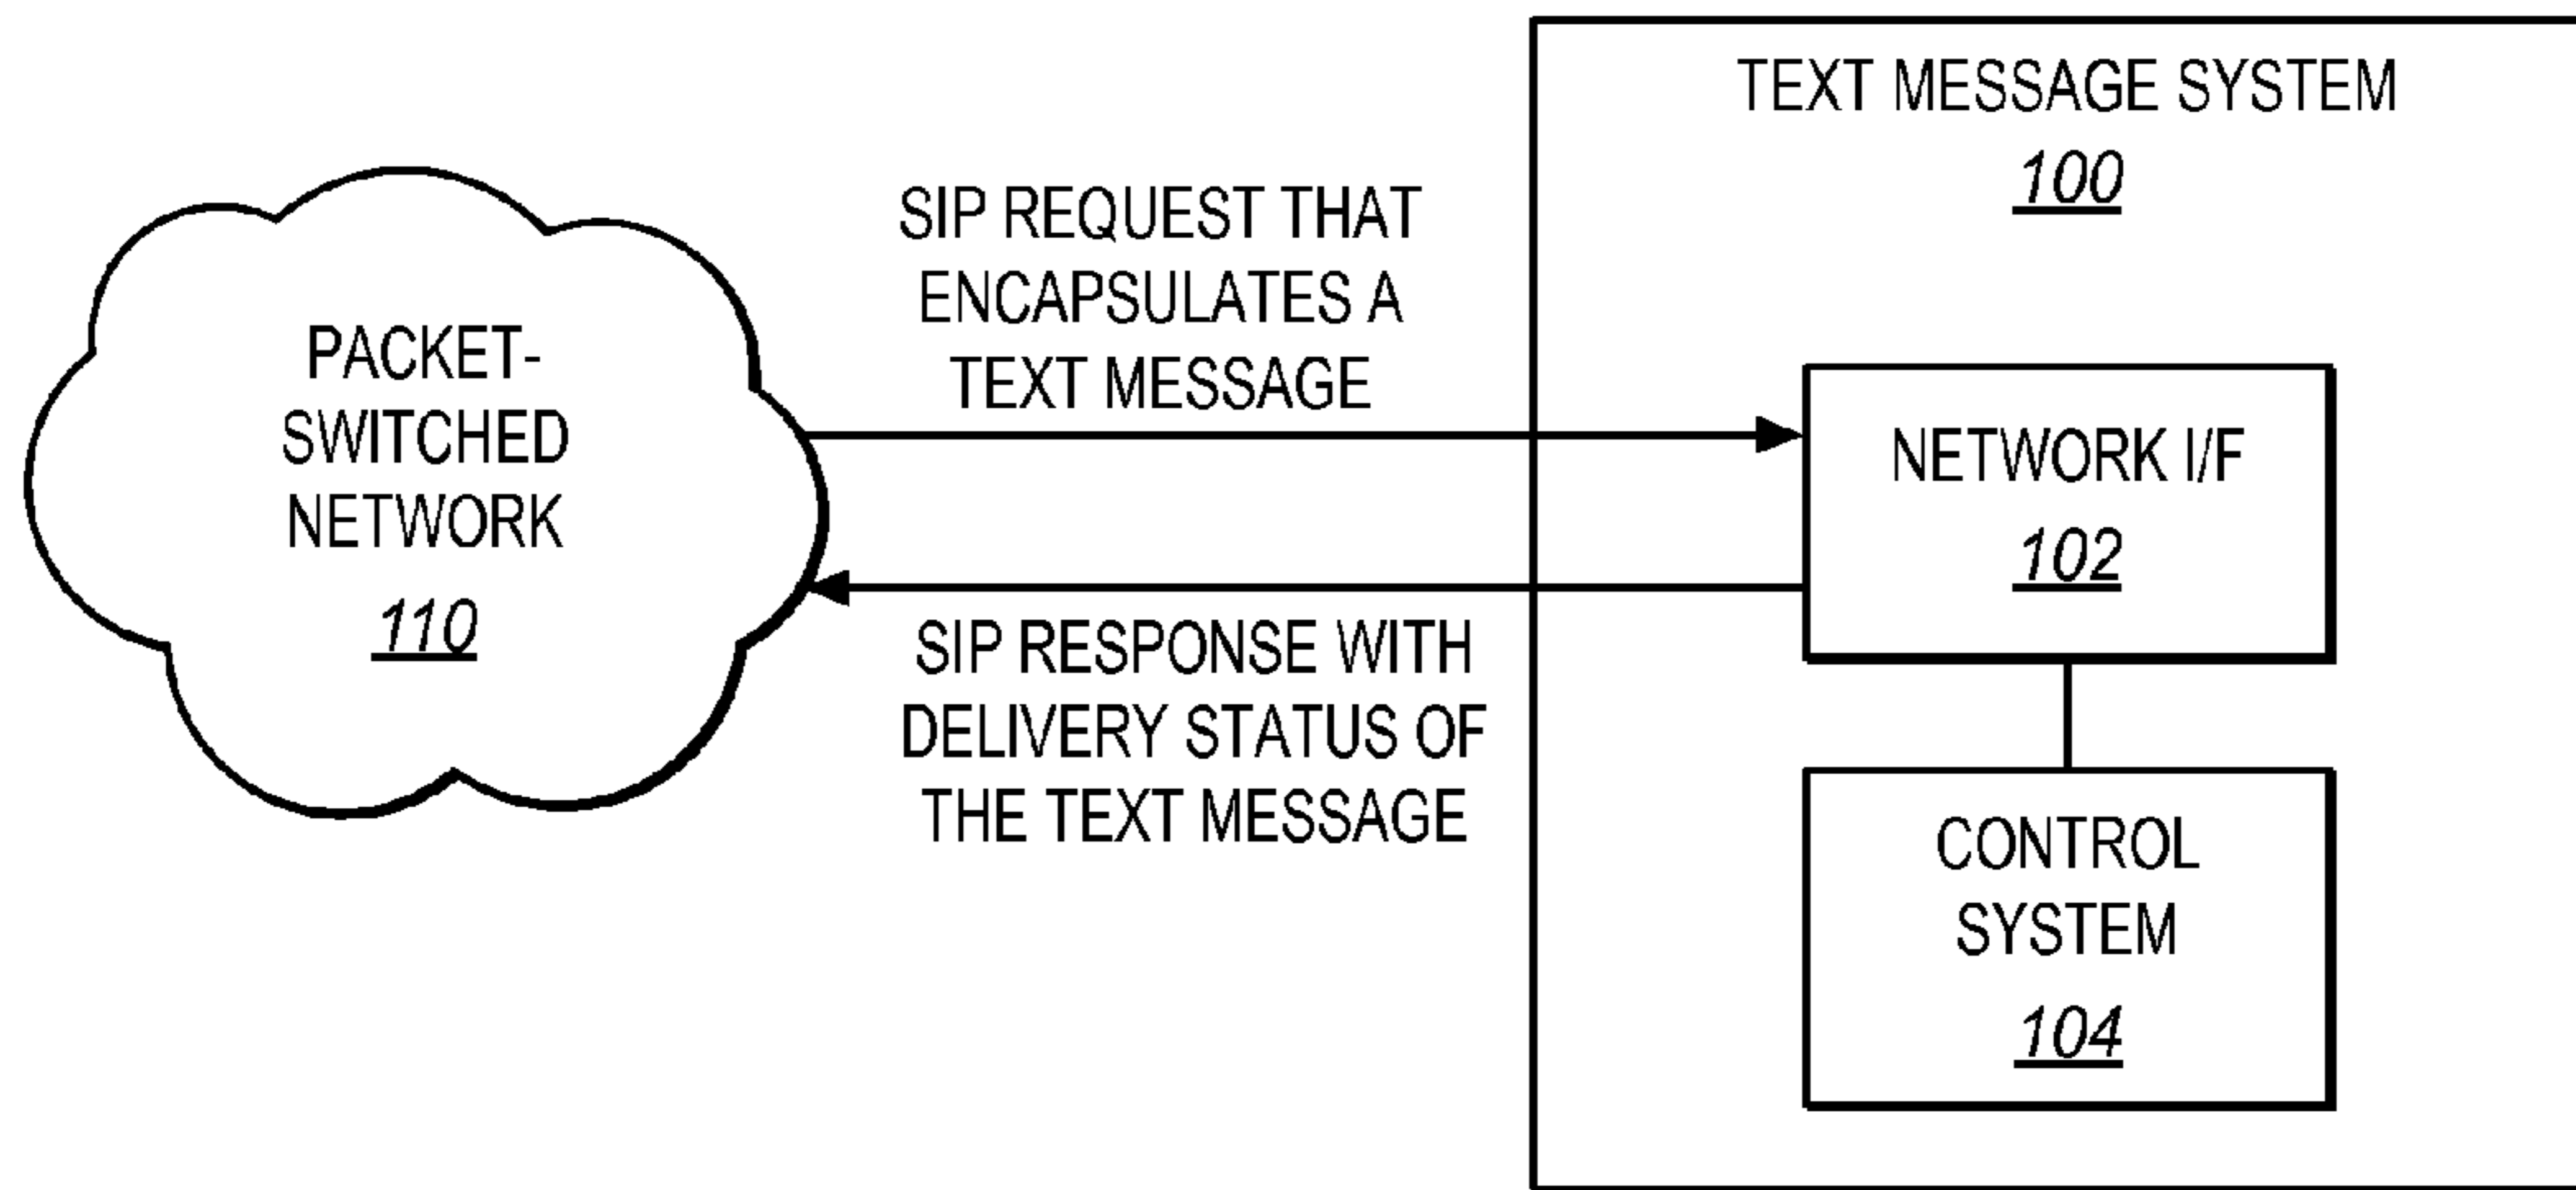 TEXT MESSAGE SYSTEM
100
SIP REQUEST THAT
ENCAPSULATES A
TEXT MESSAGE
PACKET-
SWITCHED
NETWORK
110
NETWORK I/F
102
SIP RESPONSE WITH
DELIVERY STATUS OF
THE TEXT MESSAGE
CONTROL
SYSTEM
104